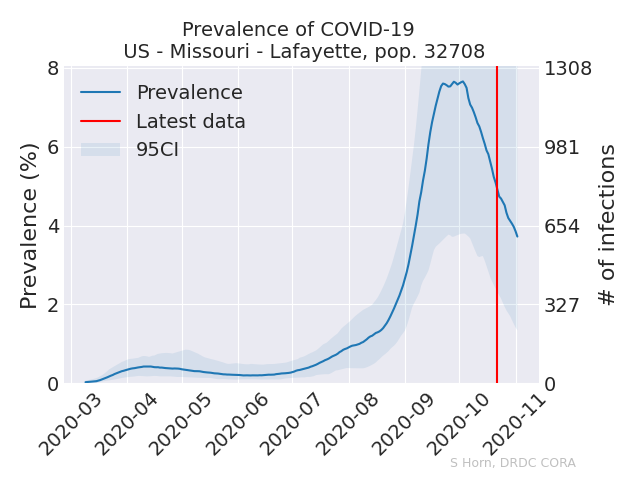 Prevalence of COVID-19
US - Missouri - Lafayette, pop. 32708
Prevalence (%)
8
6
4
2
0
Prevalence
Latest data
95CI
1308
981
654
327
0
# of infections
2020-03
2020-04
2020-05
2020-06
2020-07
2020-08
2020-09
2020-10
2020-11
S Horn, DRDC CORA